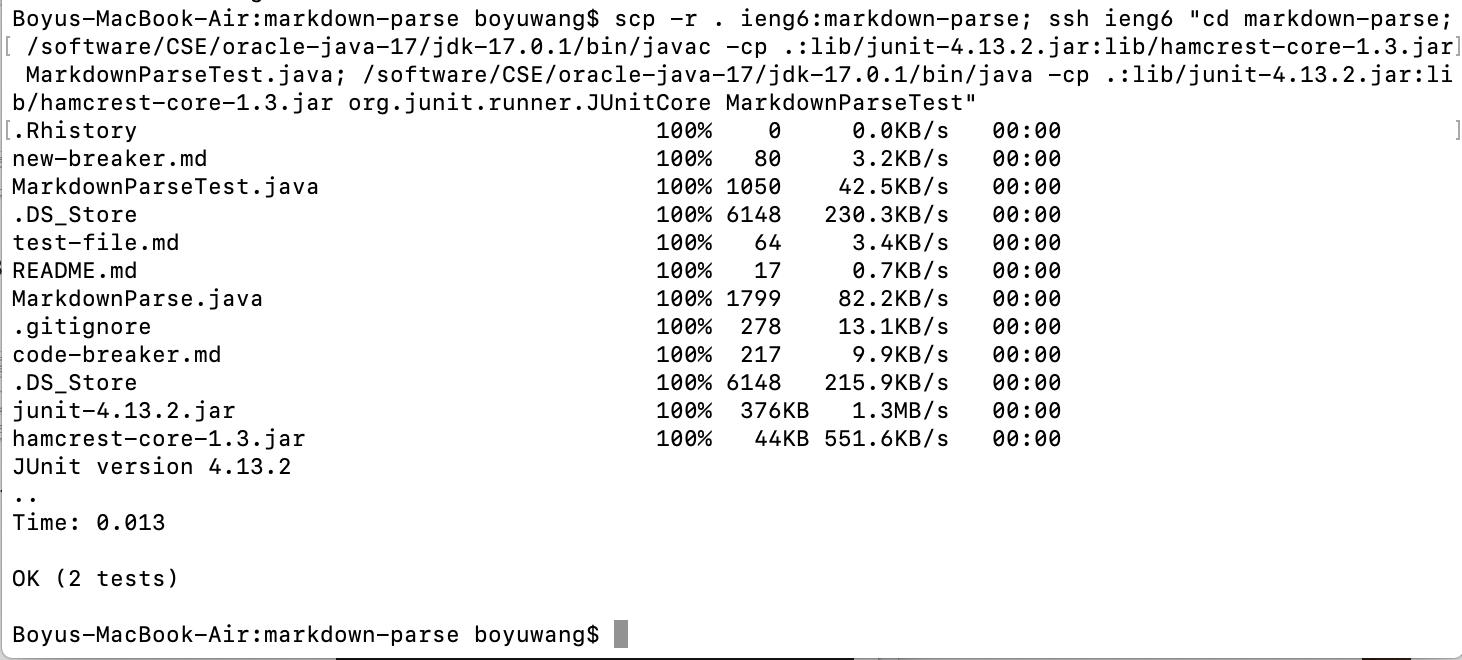 Boyus-MacBook-Air:markdown-parse boyuwang$ scp -r . ieng6:markdown-parse; ssh ieng6 "cd markdown-parse;
[ /software/CSE/oracle-java-17/jdk-17.0.1/bin/javac -cp .:lib/junit-4.13.2.jar:lib/hamcrest-core-1.3.jar]
MarkdownParseTest.java; /software/CSE/oracle-java-17/jdk-17.0.1/bin/java -cp .:lib/junit-4.13.2.jar:li
b/hamcrest-core-1.3.jar org.junit.runner.JUnitCore MarkdownParseTest"
[.Rhistory 100% 0 0.0KB/s 00:00 ]
new-breaker.md 100% 80 3.2KB/s 00:00
MarkdownParseTest.java 100% 1050 42.5KB/s 00:00
.DS_Store 100% 6148 230.3KB/s 00:00
test-file.md 100% 64 3.4KB/s 00:00
README.md 100% 17 0.7KB/s 00:00
MarkdownParse.java 100% 1799 82.2KB/s 00:00
.gitignore 100% 278 13.1KB/s 00:00
code-breaker.md 100% 217 9.9KB/s 00:00
.DS_Store 100% 6148 215.9KB/s 00:00
junit-4.13.2.jar 100% 376KB 1.3MB/s 00:00
hamcrest-core-1.3.jar 100% 44KB 551.6KB/s 00:00
JUnit version 4.13.2
..
Time: 0.013
OK (2 tests)
Boyus-MacBook-Air:markdown-parse boyuwang$